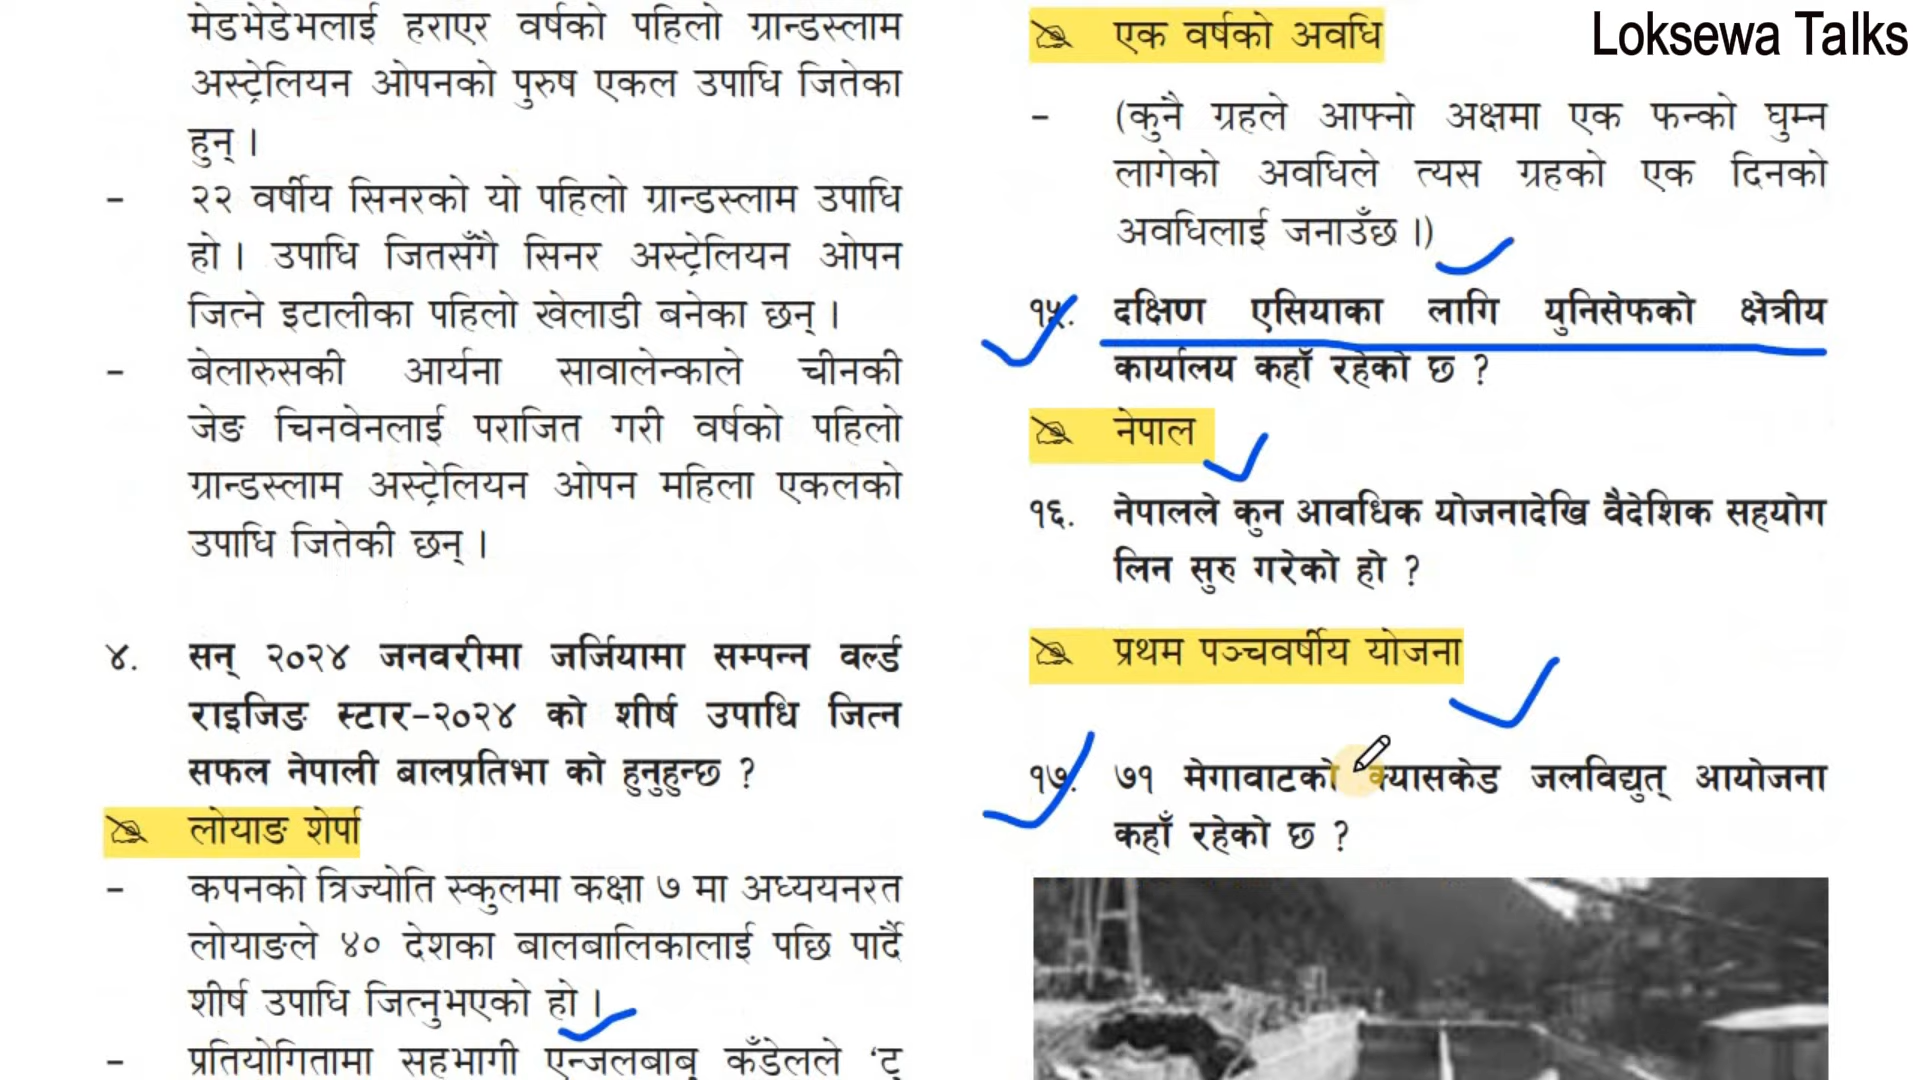 मेडभेडेभलाई हराएर वर्षको पहिलो ग्रान्डस्लाम
अस्ट्रेलियन ओपनको पुरुष एकल उपाधि जितेका
हुन् ।
- २२ वर्षीय सिनरको यो पहिलो ग्रान्डस्लाम उपाधि
हो । उपाधि जितसँगै सिनर अस्ट्रेलियन ओपन
जित्ने इटालीका पहिलो खेलाडी बनेका छन् ।
- बेलारुसकी आर्यना सावालेन्काले चीनकी
जेङ चिनवेनलाई पराजित गरी वर्षको पहिलो
ग्रान्डस्लाम अस्ट्रेलियन ओपन महिला एकलको
उपाधि जितेकी छन् ।
४. सन् २०२४ जनवरीमा जर्जियामा सम्पन्न वर्ल्ड
राइजिङ स्टार-२०२४ को शीर्ष उपाधि जित्न
सफल नेपाली बालप्रतिभा को हुनुहुन्छ ?
लोयाङ शेर्पा
- कपनको त्रिज्योति स्कुलमा कक्षा ७ मा अध्ययनरत
लोयाङले ४० देशका बालबालिकालाई पछि पार्दै
शीर्ष उपाधि जित्नुभएको हो ।
- प्रतियोगितामा सहभागी एन्जलबाबु कँडेलले ‘टु
Loksewa Talks
एक वर्षको अवधि
- (कुनै ग्रहले आफ्नो अक्षमा एक फन्को घुम्न
लागेको अवधिले त्यस ग्रहको एक दिनको
अवधिलाई जनाउँछ ।)
१५. दक्षिण एसियाका लागि युनिसेफको क्षेत्रीय
कार्यालय कहाँ रहेको छ ?
नेपाल
१६. नेपालले कुन आवधिक योजनादेखि वैदेशिक सहयोग
लिन सुरु गरेको हो ?
प्रथम पञ्चवर्षीय योजना
१७. ७१ मेगावाटको क्यासकेड जलविद्युत् आयोजना
कहाँ रहेको छ ?